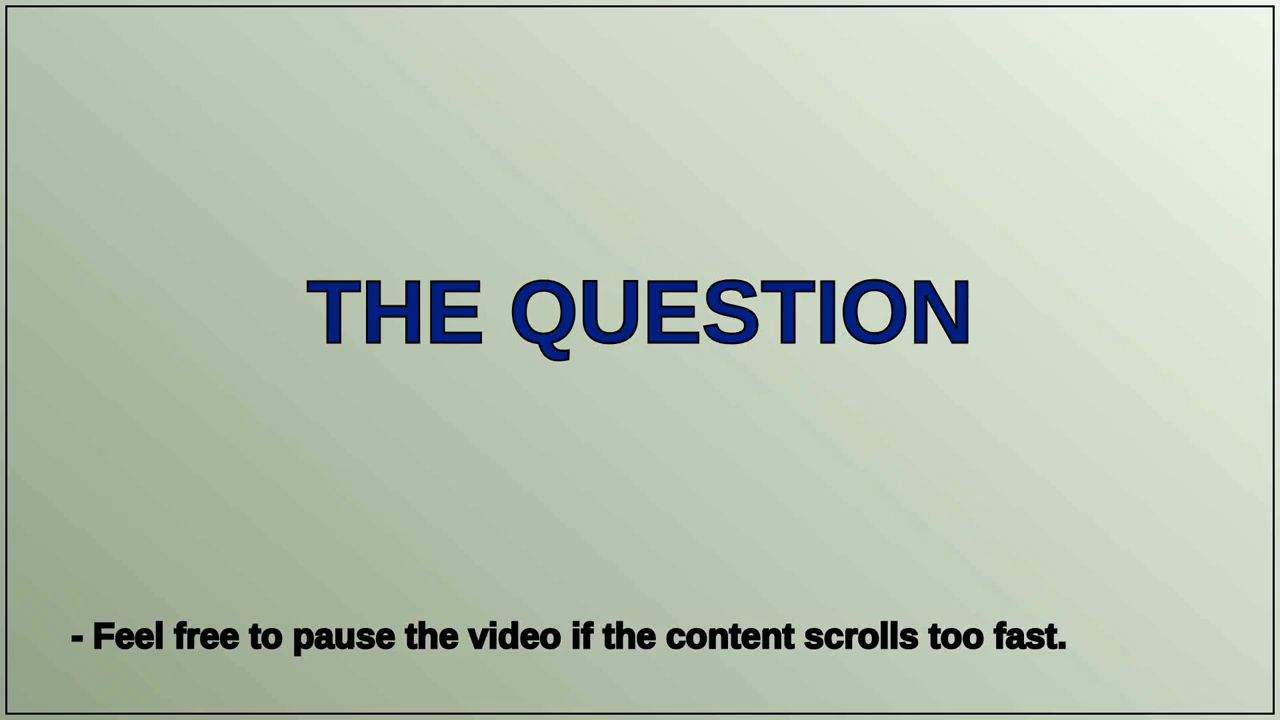 THE QUESTION
- Feel free to pause the video if the content scrolls too fast.